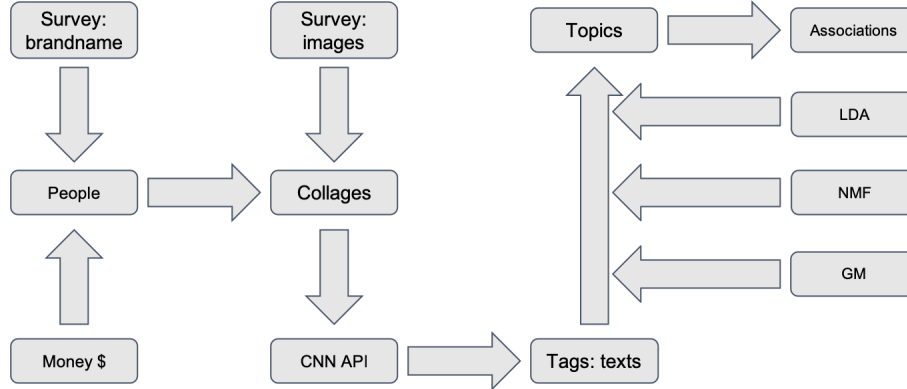 Survey:
brandname
Survey:
images
Topics
Associations
LDA
People
Collages
NMF
GM
Money $
CNN API
Tags: texts